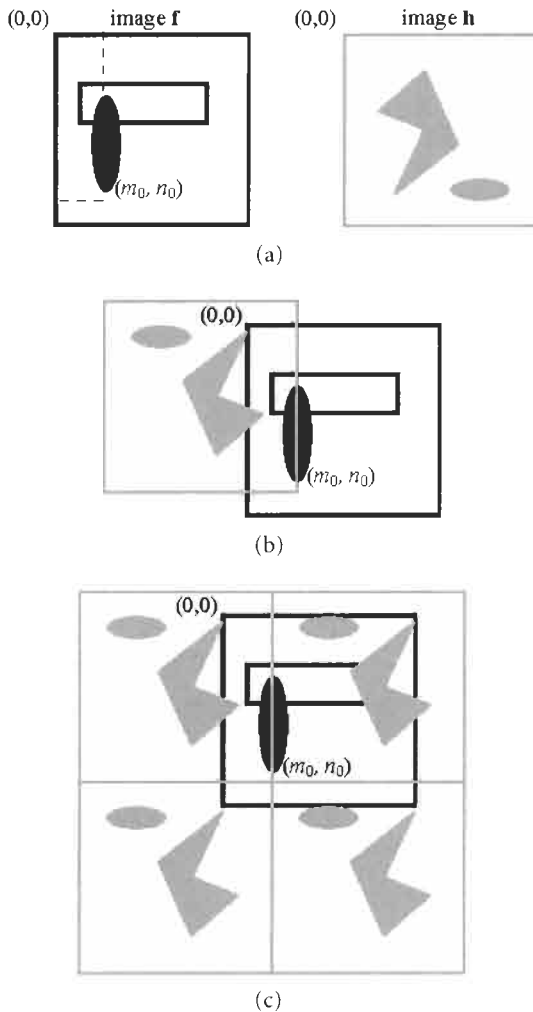 image f image h
(0,0) (0,0)
(m₀, n₀)
(a)
(0,0)
(m₀, n₀)
(b)
(0,0)
(m₀, n₀)
(c)